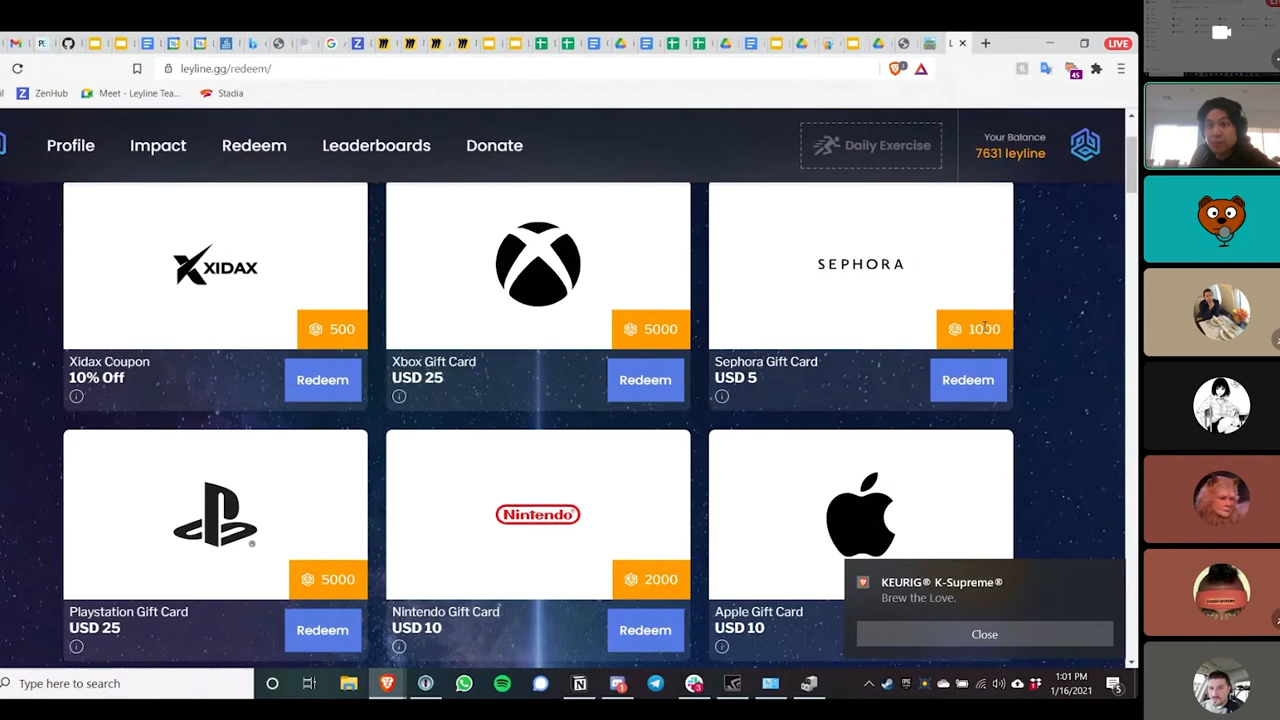 L
LIVE
leyline.gg/redeem/
45
ZenHub
Meet - Leyline Tea...
Stadia
Profile
Impact
Redeem
Leaderboards
Donate
Daily Exercise
Your Balance
7631 leyline
XIDAX
500
Xidax Coupon
10% Off
Redeem
5000
Xbox Gift Card
USD 25
Redeem
SEPHORA
1000
Sephora Gift Card
USD 5
Redeem
5000
Playstation Gift Card
USD 25
Redeem
Nintendo
2000
Nintendo Gift Card
USD 10
Redeem
Apple Gift Card
USD 10
KEURIG® K-Supreme®
Brew the Love.
Close
Type here to search
1:01 PM
1/16/2021
5